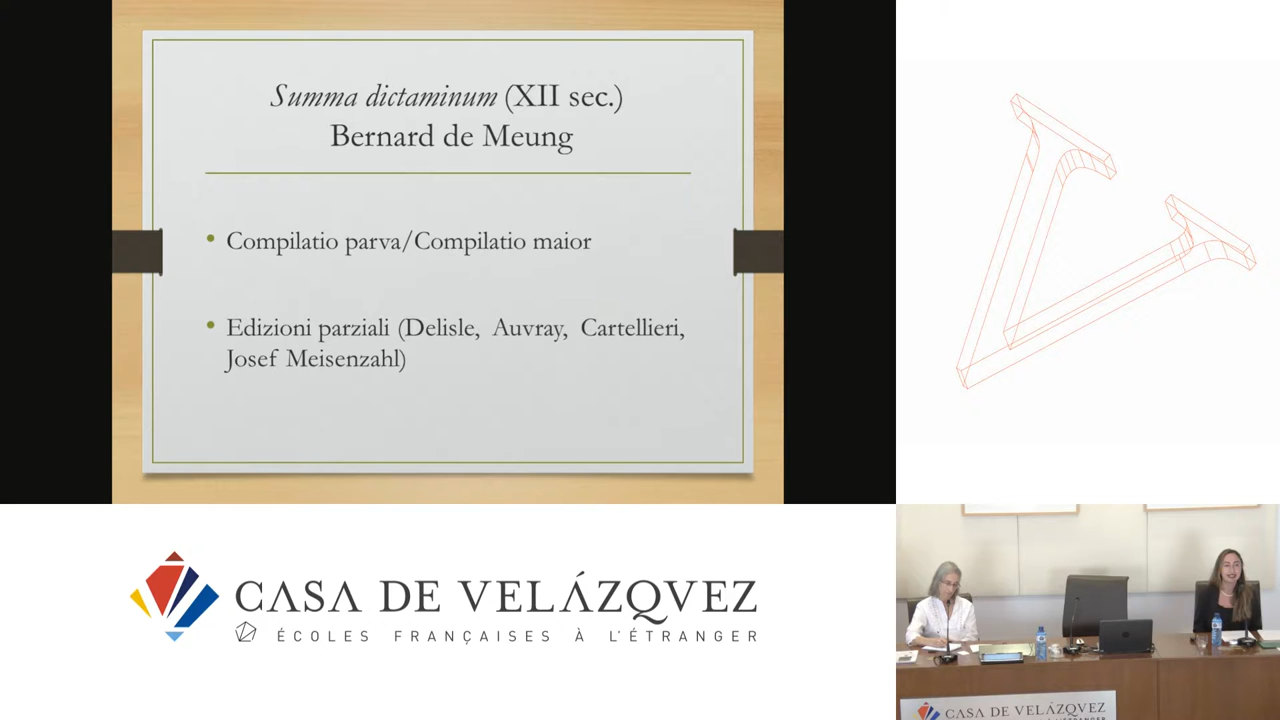 Summa dictaminum (XII sec.)
Bernard de Meung
• Compilatio parva/Compilatio maior
• Edizioni parziali (Delisle, Auvray, Cartellieri,
Josef Meisenzahl)
CASA DE VELÁZQVEZ
ÉCOLES FRANÇAISES À L'ÉTRANGER
CASA DE VELÁZQVEZ